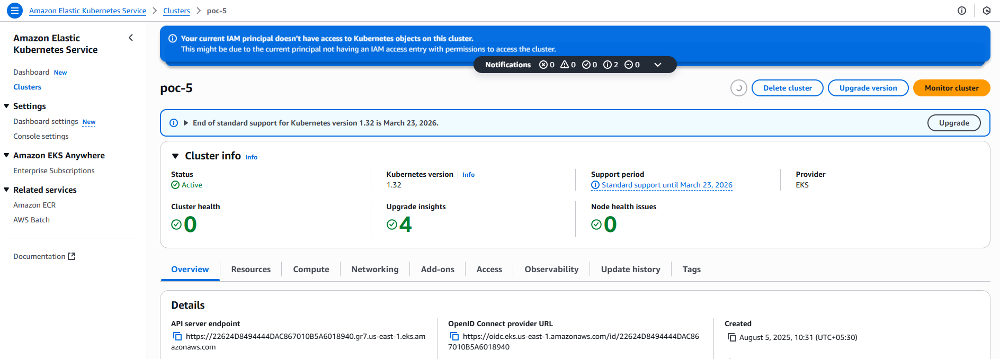 Amazon Elastic Kubernetes Service > Clusters > poc-5
Amazon Elastic
Kubernetes Service
Dashboard New
Clusters
Settings
Dashboard settings New
Console settings
Amazon EKS Anywhere
Enterprise Subscriptions
Related services
Amazon ECR
AWS Batch
Documentation
Your current IAM principal doesn't have access to Kubernetes objects on this cluster.
This might be due to the current principal not having an IAM access entry with permissions to access the cluster.
Notifications 0 0 0 2 0
poc-5
Delete cluster Upgrade version Monitor cluster
End of standard support for Kubernetes version 1.32 is March 23, 2026. Upgrade
Cluster info Info
Status
Active
Kubernetes version Info
1.32
Support period
Standard support until March 23, 2026
Provider
EKS
Cluster health
0
Upgrade insights
4
Node health issues
0
Overview Resources Compute Networking Add-ons Access Observability Update history Tags
Details
API server endpoint
https://22624D8494444DAC867010B5A6018940.gr7.us-east-1.eks.am
azonaws.com
OpenID Connect provider URL
https://oidc.eks.us-east-1.amazonaws.com/id/22624D8494444DAC86
7010B5A6018940
Created
August 5, 2025, 10:31 (UTC+05:30)